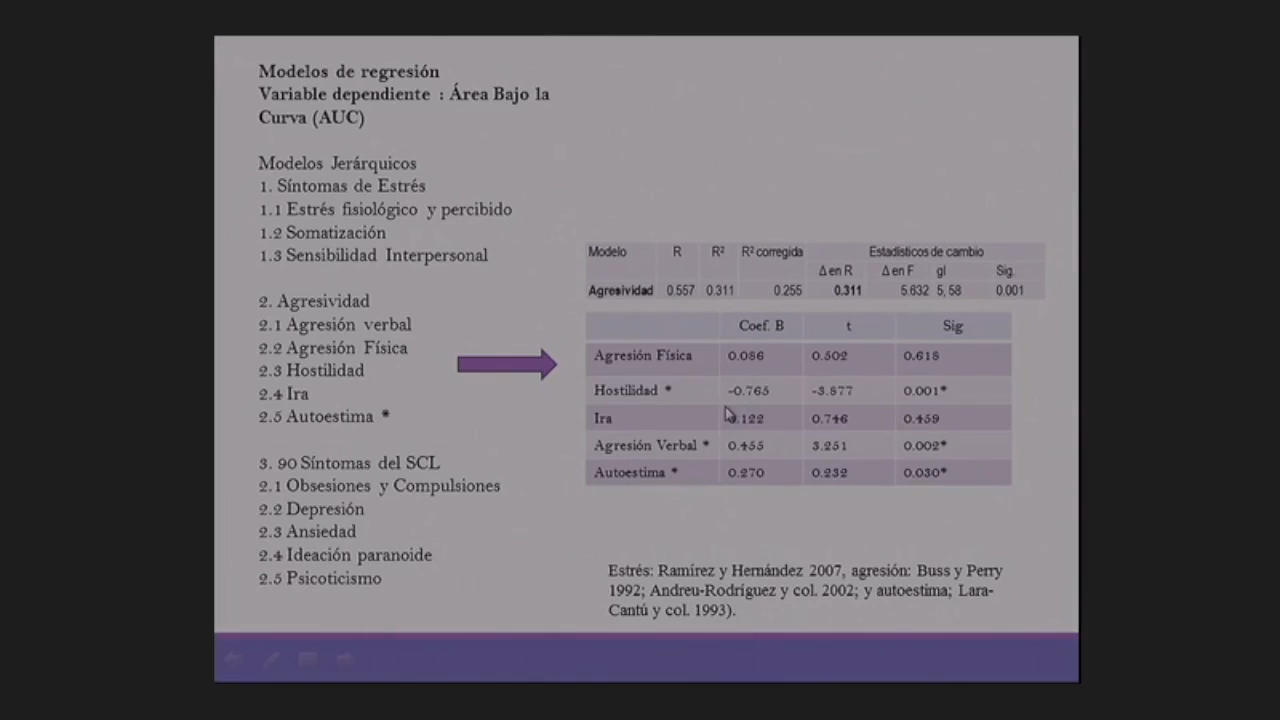 Modelos de regresión
Variable dependiente : Área Bajo la
Curva (AUC)
Modelos Jerárquicos
1. Síntomas de Estrés
1.1 Estrés fisiológico y percibido
1.2 Somatización
1.3 Sensibilidad Interpersonal
2. Agresividad
2.1 Agresión verbal
2.2 Agresión Física
2.3 Hostilidad
2.4 Ira
2.5 Autoestima *
3. 90 Síntomas del SCL
2.1 Obsesiones y Compulsiones
2.2 Depresión
2.3 Ansiedad
2.4 Ideación paranoide
2.5 Psicoticismo
Modelo R R² R² corregida Estadísticos de cambio
Δ en R Δ en F gl Sig.
Agresividad 0.557 0.311 0.255 0.311 5.632 5, 58 0.001
Coef. B t Sig
Agresión Física 0.086 0.502 0.618
Hostilidad * -0.765 -3.877 0.001*
Ira 0.746 0.459
Agresión Verbal * 0.455 3.251 0.002*
Autoestima * 0.270 0.232 0.030*
Estrés: Ramírez y Hernández 2007, agresión: Buss y Perry
1992; Andreu-Rodríguez y col. 2002; y autoestima; Lara-
Cantú y col. 1993).